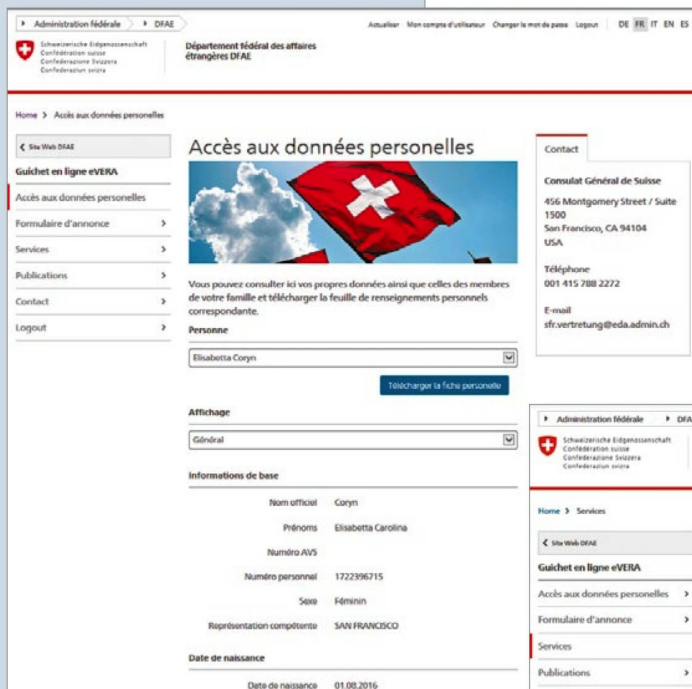 Administration fédérale
DFAE
Actualiser Mon compte d'utilisateur Changer le mot de passe Logout DE FR IT EN ES
Schweizerische Eidgenossenschaft
Confédération suisse
Confederazione Svizzera
Confederaziun svizra
Département fédéral des affaires
étrangères DFAE
Home > Accès aux données personelles
Site Web DFAE
Guichet en ligne eVERA
Accès aux données personelles
Formulaire d'annonce
Services
Publications
Contact
Logout
Accès aux données personelles
Vous pouvez consulter ici vos propres données ainsi que celles des membres
de votre famille et télécharger la feuille de renseignements personnels
correspondante.
Personne
Elisabetta Coryn
Télécharger la fiche personelle
Affichage
Général
Informations de base
Nom officiel Coryn
Prénoms Elisabetta Carolina
Numéro AVS
Numéro personnel 1722396715
Sexe Féminin
Représentation compétente SAN FRANCISCO
Date de naissance
Date de naissance 01.08.2016
Contact
Consulat Général de Suisse
456 Montgomery Street / Suite
1500
San Francisco, CA 94104
USA
Téléphone
001 415 788 2272
E-mail
sfr.vertretung@eda.admin.ch
Administration fédérale
Schweizerische Eidgenossenschaft
Confédération suisse
Confederazione Svizzera
Confederaziun svizra
Home > Services
Site Web DFAE
Guichet en ligne eVERA
Accès aux données personelles
Formulaire d'annonce
Services
Publications